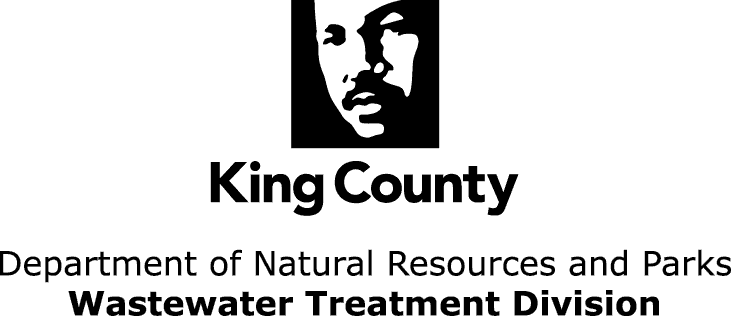 King County
Department of Natural Resources and Parks
Wastewater Treatment Division